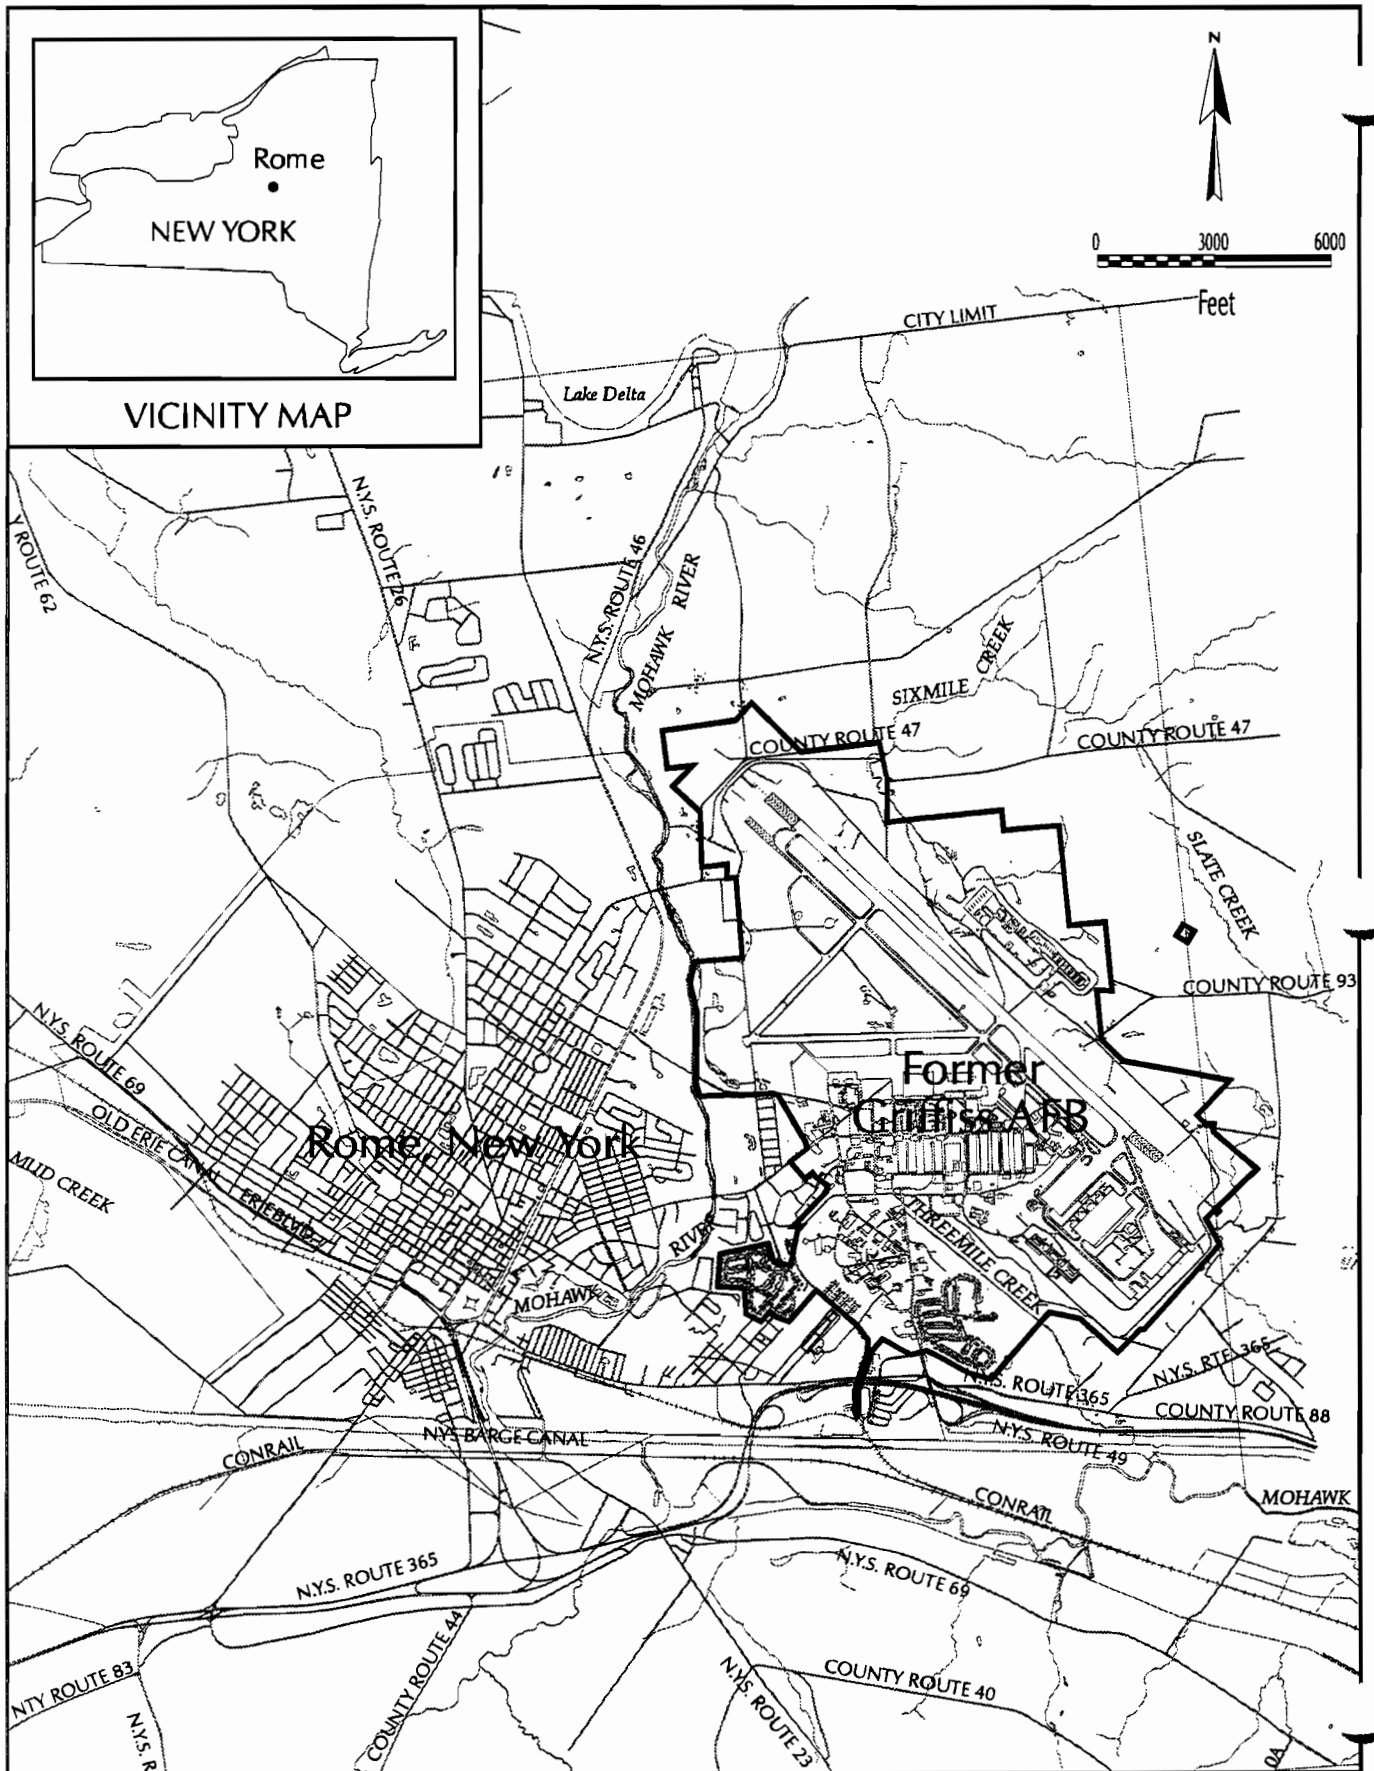 Rome
NEW YORK
VICINITY MAP
N
0 3000 6000
Feet
CITY LIMIT
Lake Delta
N.Y.S. ROUTE 26
Y ROUTE 62
N.Y.S. ROUTE 46
MOHAWK RIVER
SIXMILE CREEK
COUNTY ROUTE 47
COUNTY ROUTE 47
SLATE CREEK
COUNTY ROUTE 93
N.Y.S. ROUTE 69
OLD ERIE CANAL
MUD CREEK
ERIE BLVD
Rome, New York
Former
Griffiss AFB
THREEMILE CREEK
MOHAWK RIVER
N.Y.S. RTE. 365
N.Y.S. ROUTE 365
COUNTY ROUTE 88
N.Y.S. ROUTE 49
NYS BARGE CANAL
CONRAIL
CONRAIL
MOHAWK
N.Y.S. ROUTE 365
N.Y.S. ROUTE 69
COUNTY ROUTE 44
NTY ROUTE 83
N.Y.S. R
N.Y.S. ROUTE 23
COUNTY ROUTE 40
0A